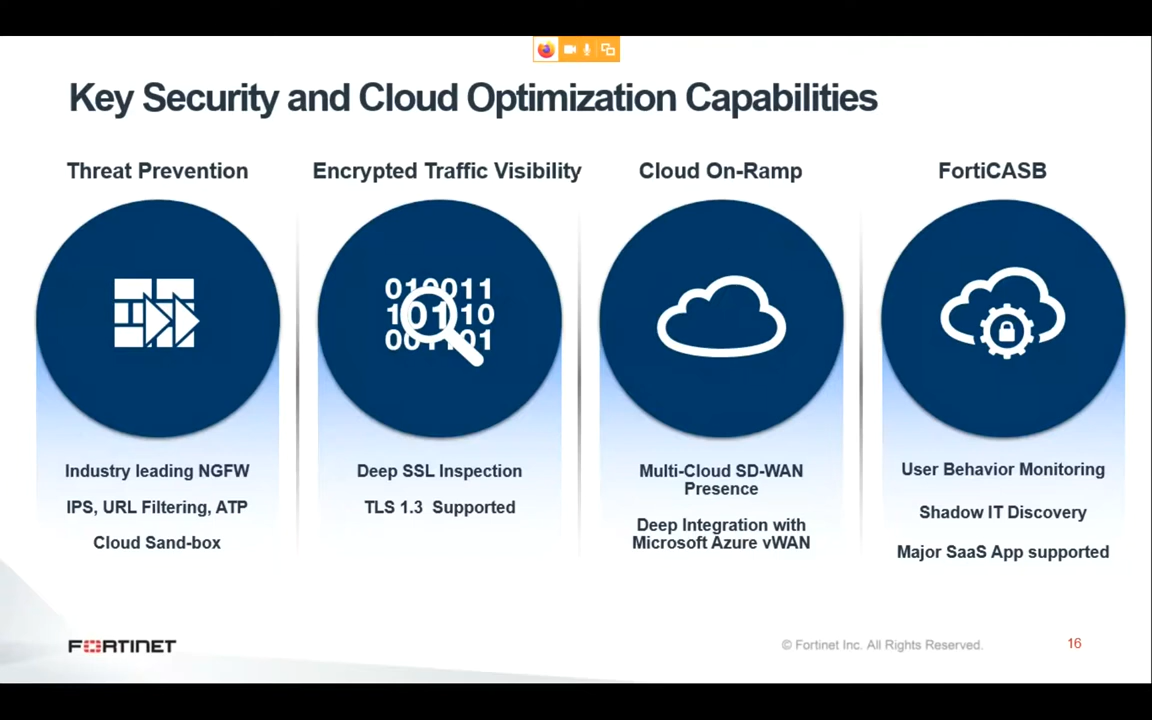 Key Security and Cloud Optimization Capabilities
Threat Prevention
Industry leading NGFW
IPS, URL Filtering, ATP
Cloud Sand-box
Encrypted Traffic Visibility
010011
101110
001101
Deep SSL Inspection
TLS 1.3 Supported
Cloud On-Ramp
Multi-Cloud SD-WAN
Presence
Deep Integration with
Microsoft Azure vWAN
FortiCASB
User Behavior Monitoring
Shadow IT Discovery
Major SaaS App supported
FORTINET
© Fortinet Inc. All Rights Reserved.
16